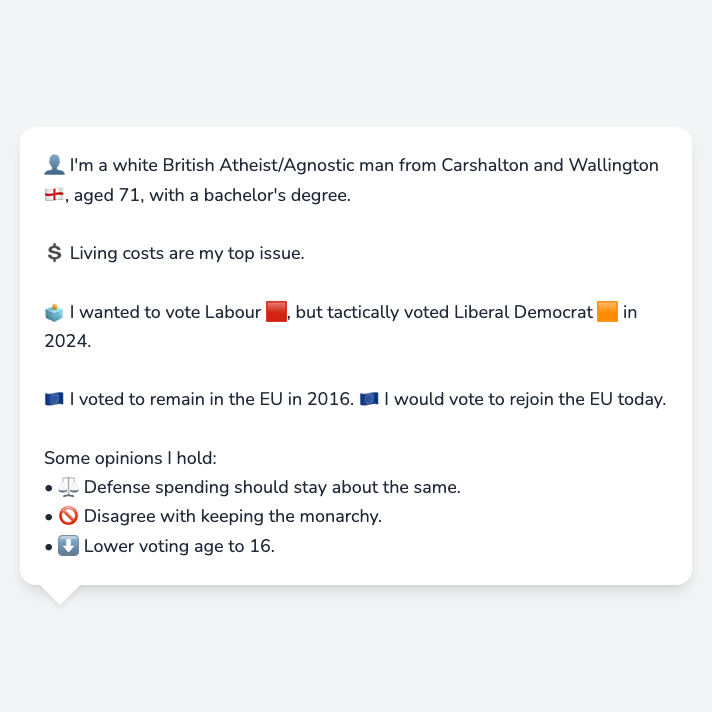 👤 I'm a white British Atheist/Agnostic man from Carshalton and Wallington
🏴󠁧󠁢󠁥󠁮󠁧󠁿, aged 71, with a bachelor's degree.
💲 Living costs are my top issue.
🗳️ I wanted to vote Labour 🟥, but tactically voted Liberal Democrat 🟧 in
2024.
🇪🇺 I voted to remain in the EU in 2016. 🇪🇺 I would vote to rejoin the EU today.
Some opinions I hold:
• ⚖️ Defense spending should stay about the same.
• 🚫 Disagree with keeping the monarchy.
• ⬇️ Lower voting age to 16.